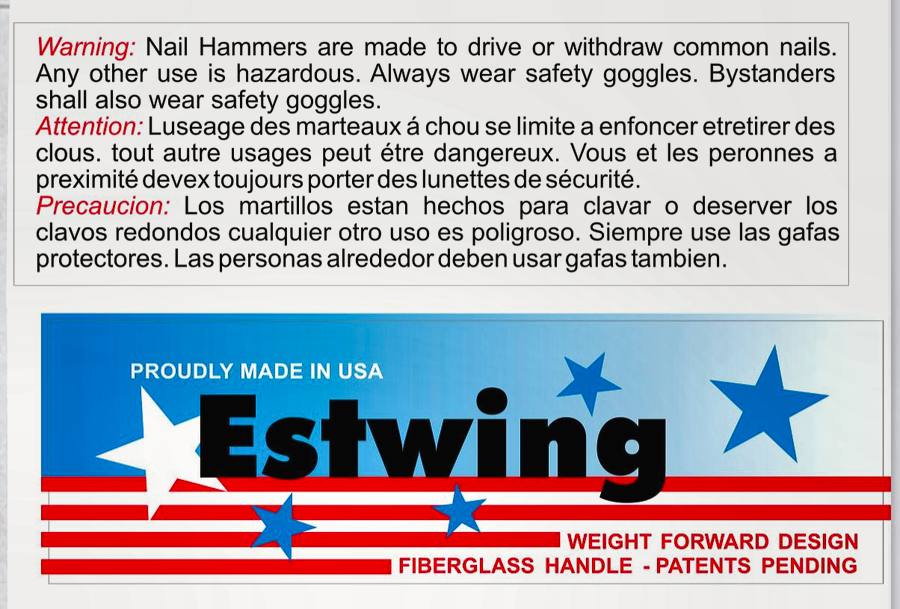 Warning: Nail Hammers are made to drive or withdraw common nails.
Any other use is hazardous. Always wear safety goggles. Bystanders
shall also wear safety goggles.
Attention: Luseage des marteaux á chou se limite a enfoncer etretirer des
clous. tout autre usages peut étre dangereux. Vous et les peronnes a
preximité devex toujours porter des lunettes de sécurité.
Precaucion: Los martillos estan hechos para clavar o deserver los
clavos redondos cualquier otro uso es poligroso. Siempre use las gafas
protectores. Las personas alrededor deben usar gafas tambien.
PROUDLY MADE IN USA
Estwing
WEIGHT FORWARD DESIGN
FIBERGLASS HANDLE - PATENTS PENDING